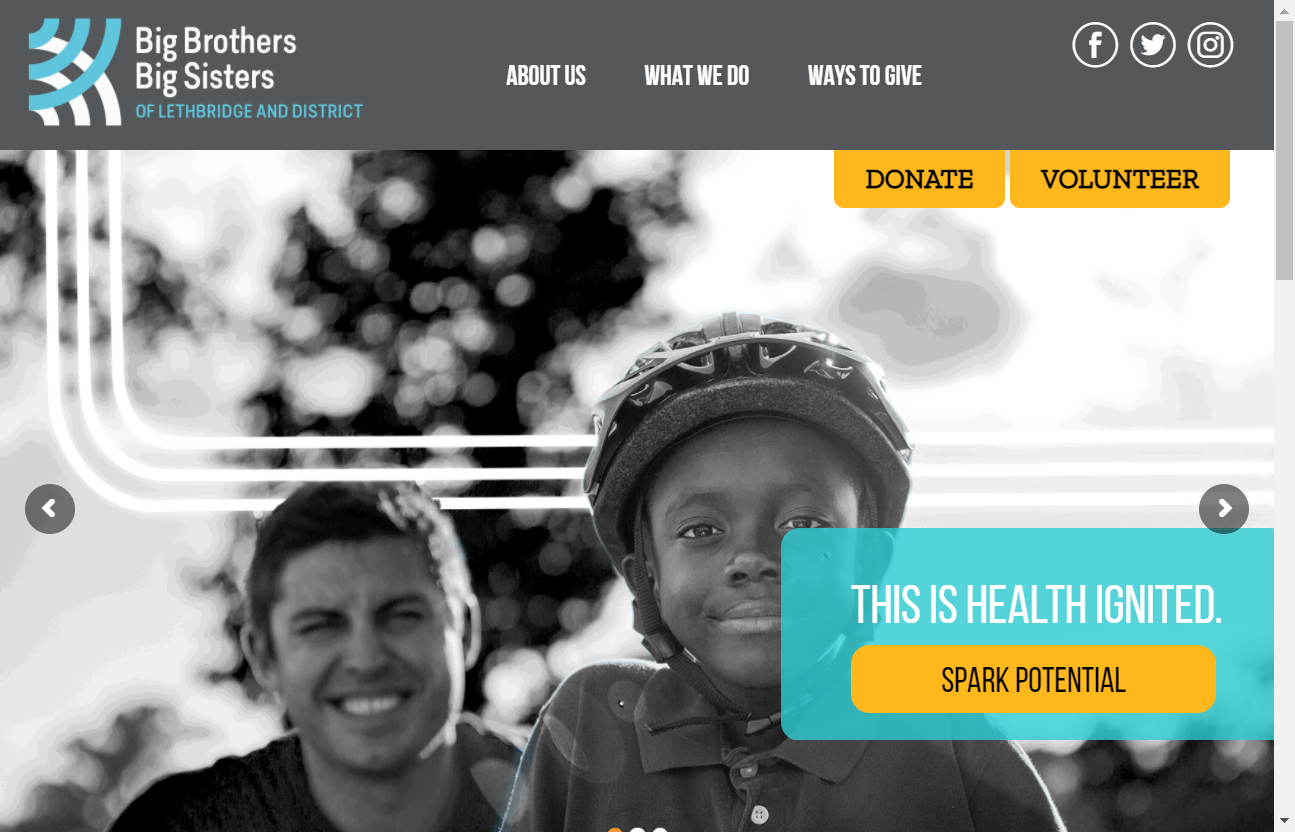 Big Brothers
Big Sisters
OF LETHBRIDGE AND DISTRICT
ABOUT US
WHAT WE DO
WAYS TO GIVE
DONATE
VOLUNTEER
THIS IS HEALTH IGNITED.
SPARK POTENTIAL